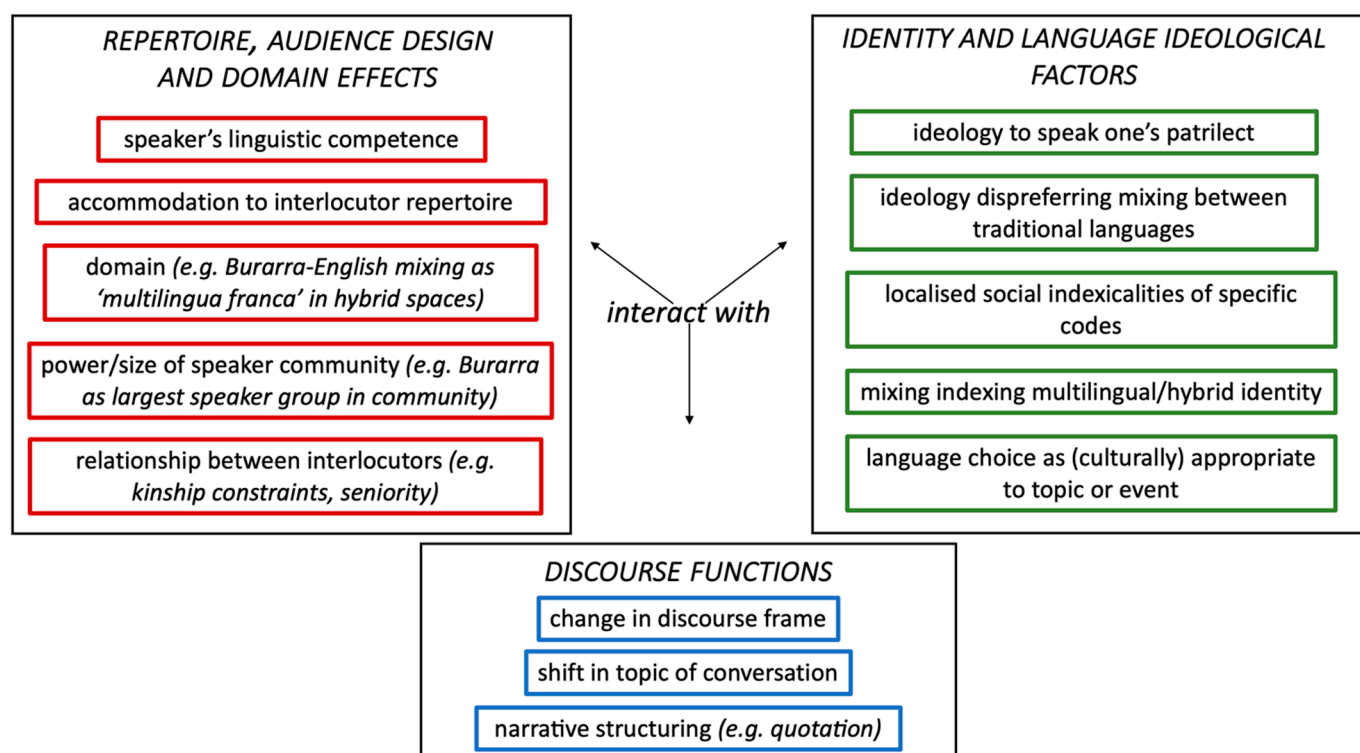 REPERTOIRE, AUDIENCE DESIGN
AND DOMAIN EFFECTS
speaker’s linguistic competence
accommodation to interlocutor repertoire
domain (e.g. Burarra-English mixing as
‘multilingua franca’ in hybrid spaces)
power/size of speaker community (e.g. Burarra
as largest speaker group in community)
relationship between interlocutors (e.g.
kinship constraints, seniority)
interact with
IDENTITY AND LANGUAGE IDEOLOGICAL
FACTORS
ideology to speak one’s patrilect
ideology dispreferring mixing between
traditional languages
localised social indexicalities of specific
codes
mixing indexing multilingual/hybrid identity
language choice as (culturally) appropriate
to topic or event
DISCOURSE FUNCTIONS
change in discourse frame
shift in topic of conversation
narrative structuring (e.g. quotation)